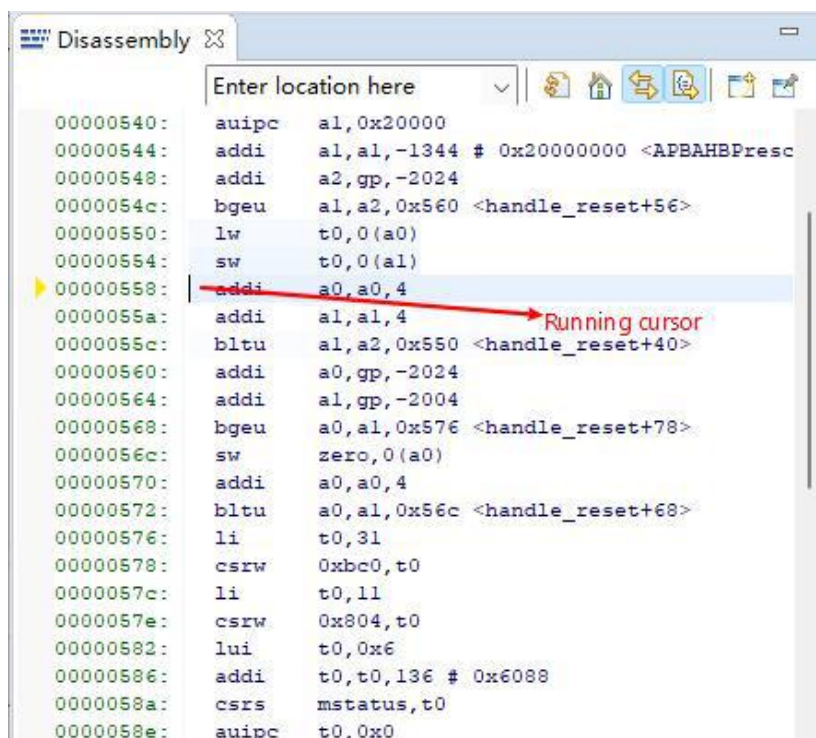 Disassembly
Enter location here
00000540: auipc a1,0x20000
00000544: addi a1,a1,-1344 # 0x20000000 <APBAHBPresc
00000548: addi a2,gp,-2024
0000054c: bgeu a1,a2,0x560 <handle_reset+56>
00000550: lw t0,0(a0)
00000554: sw t0,0(a1)
00000558: addi a0,a0,4
0000055a: addi a1,a1,4
Running cursor
0000055c: bltu a1,a2,0x550 <handle_reset+40>
00000560: addi a0,gp,-2024
00000564: addi a1,gp,-2004
00000568: bgeu a0,a1,0x576 <handle_reset+78>
0000056c: sw zero,0(a0)
00000570: addi a0,a0,4
00000572: bltu a0,a1,0x56c <handle_reset+68>
00000576: li t0,31
00000578: csrw 0xbc0,t0
0000057c: li t0,11
0000057e: csrw 0x804,t0
00000582: lui t0,0x6
00000586: addi t0,t0,136 # 0x6088
0000058a: csrs mstatus,t0
0000058e: auipc t0,0x0